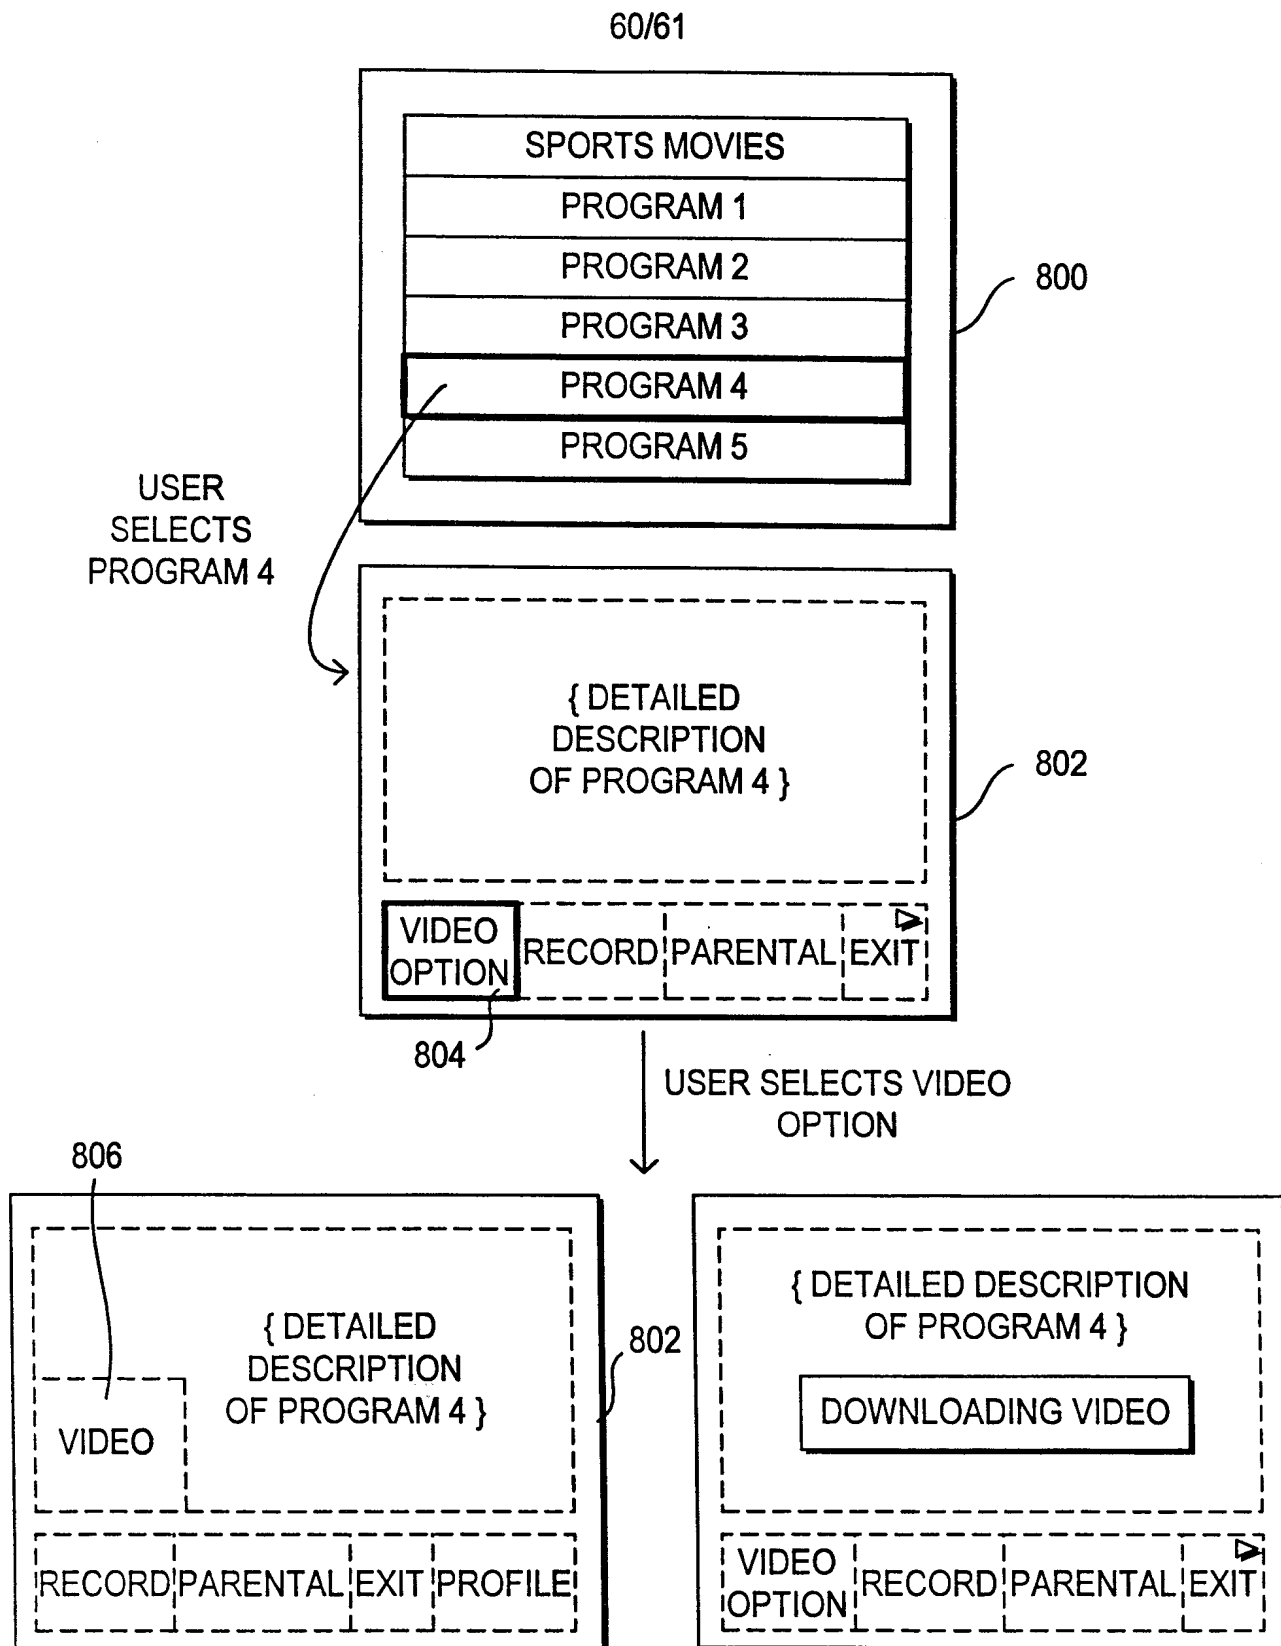 60/61
SPORTS MOVIES
PROGRAM 1
PROGRAM 2
PROGRAM 3
PROGRAM 4
PROGRAM 5
800
USER
SELECTS
PROGRAM 4
{ DETAILED
DESCRIPTION
OF PROGRAM 4 }
802
VIDEO
OPTION
RECORD
PARENTAL
EXIT
804
USER SELECTS VIDEO
OPTION
806
{ DETAILED
DESCRIPTION
OF PROGRAM 4 }
VIDEO
802
RECORD
PARENTAL
EXIT
PROFILE
{ DETAILED DESCRIPTION
OF PROGRAM 4 }
DOWNLOADING VIDEO
VIDEO
OPTION
RECORD
PARENTAL
EXIT